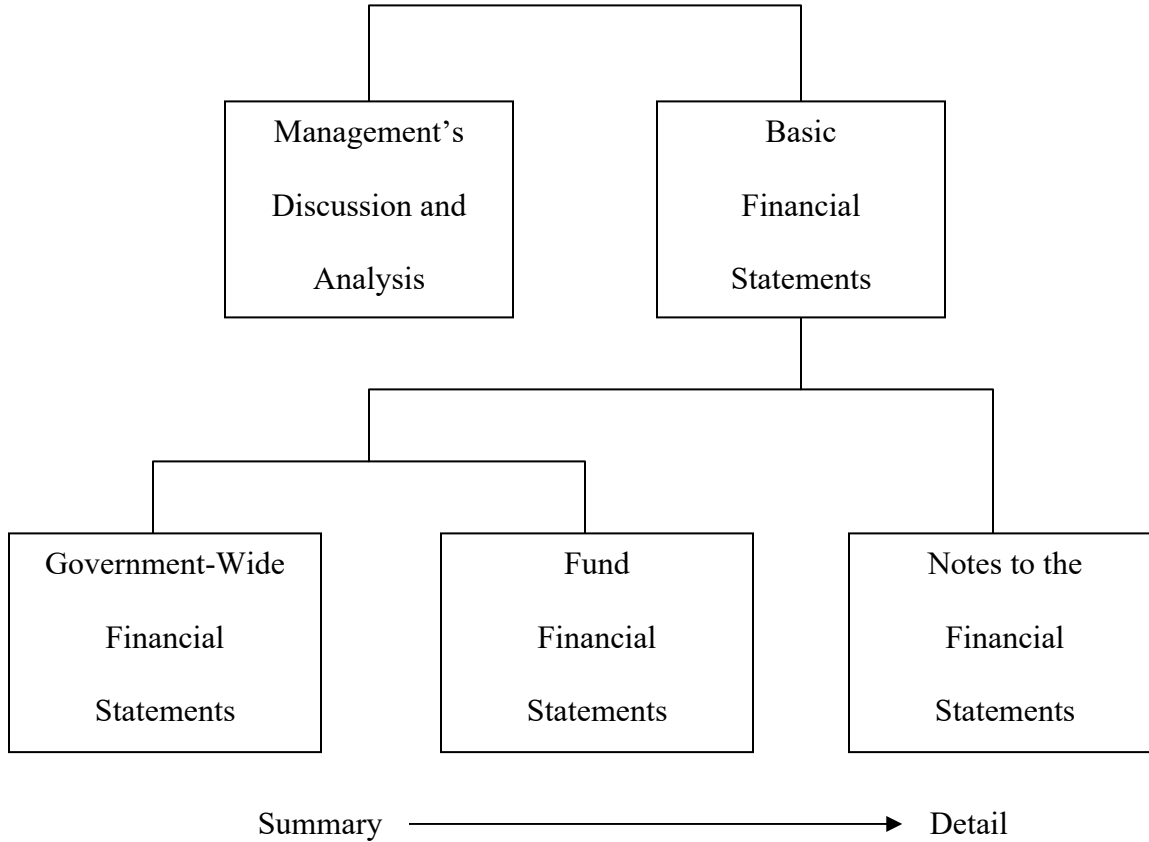 Management’s
Discussion and
Analysis
Basic
Financial
Statements
Government-Wide
Financial
Statements
Fund
Financial
Statements
Notes to the
Financial
Statements
Summary
Detail